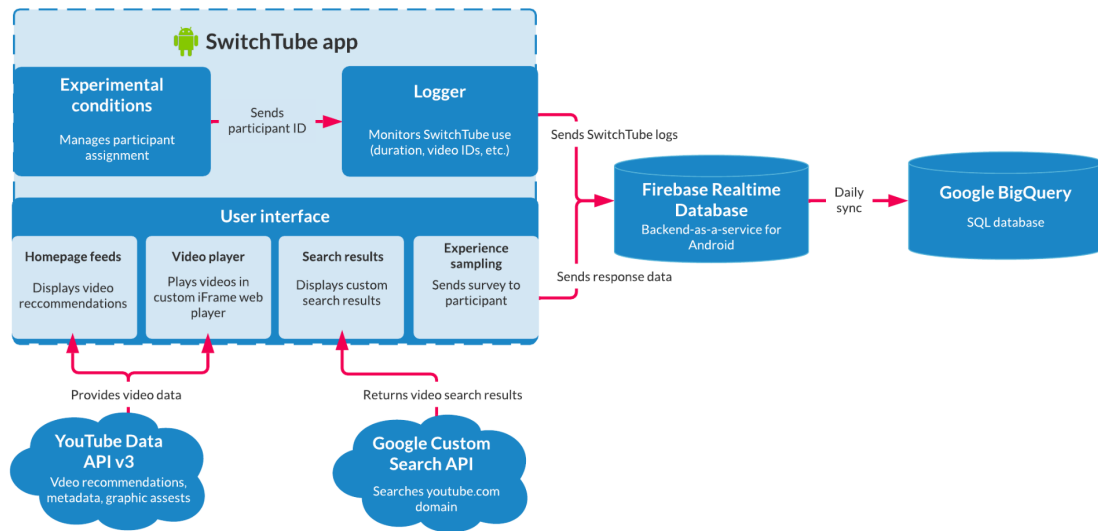 SwitchTube app
Experimental
conditions
Manages participant
assignment
Sends
participant ID
Logger
Monitors SwitchTube use
(duration, video IDs, etc.)
Sends SwitchTube logs
Firebase Realtime
Database
Backend-as-a-service for
Android
Daily
sync
Google BigQuery
SQL database
User interface
Homepage feeds
Displays video
reccommendations
Video player
Plays videos in
custom iFrame web
player
Search results
Displays custom
search results
Experience
sampling
Sends survey to
participant
Sends response data
Provides video data
Returns video search results
YouTube Data
API v3
Vdeo recommendations,
metadata, graphic assests
Google Custom
Search API
Searches youtube.com
domain